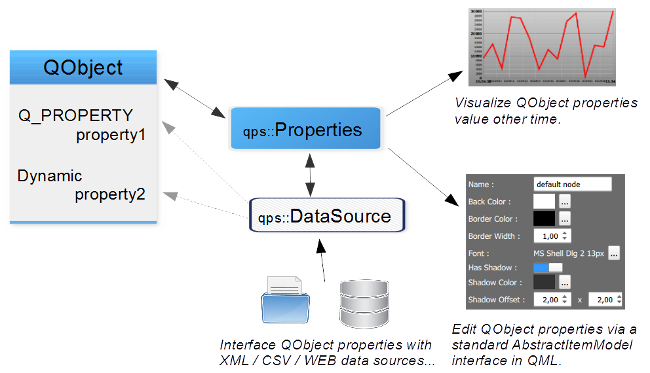 QObject
Q_PROPERTY
property1
Dynamic
property2
qps::Properties
qps::DataSource
Interface QObject properties with
XML / CSV / WEB data sources...
Visualize QObject properties
value other time.
Name :
default node
Back Color :
...
Border Color :
...
Border Width :
1,00
Font :
MS Shell Dlg 2 13px
...
Has Shadow :
Shadow Color :
...
Shadow Offset :
2,00
x
2,00
Edit QObject properties via a
standard AbstractItemModel
interface in QML.